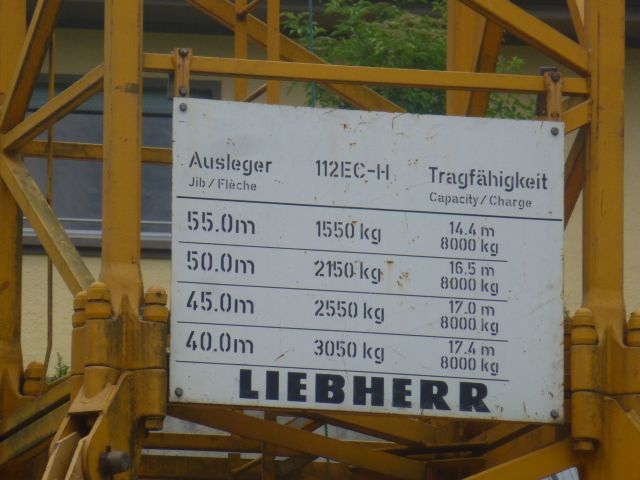 Ausleger 112EC-H Tragfähigkeit
Jib/Flèche Capacity/Charge
55.0m 1550 kg 14.4 m
8000 kg
50.0m 2150 kg 16.5 m
8000 kg
45.0m 2550 kg 17.0 m
8000 kg
40.0m 3050 kg 17.4 m
8000 kg
LIEBHERR